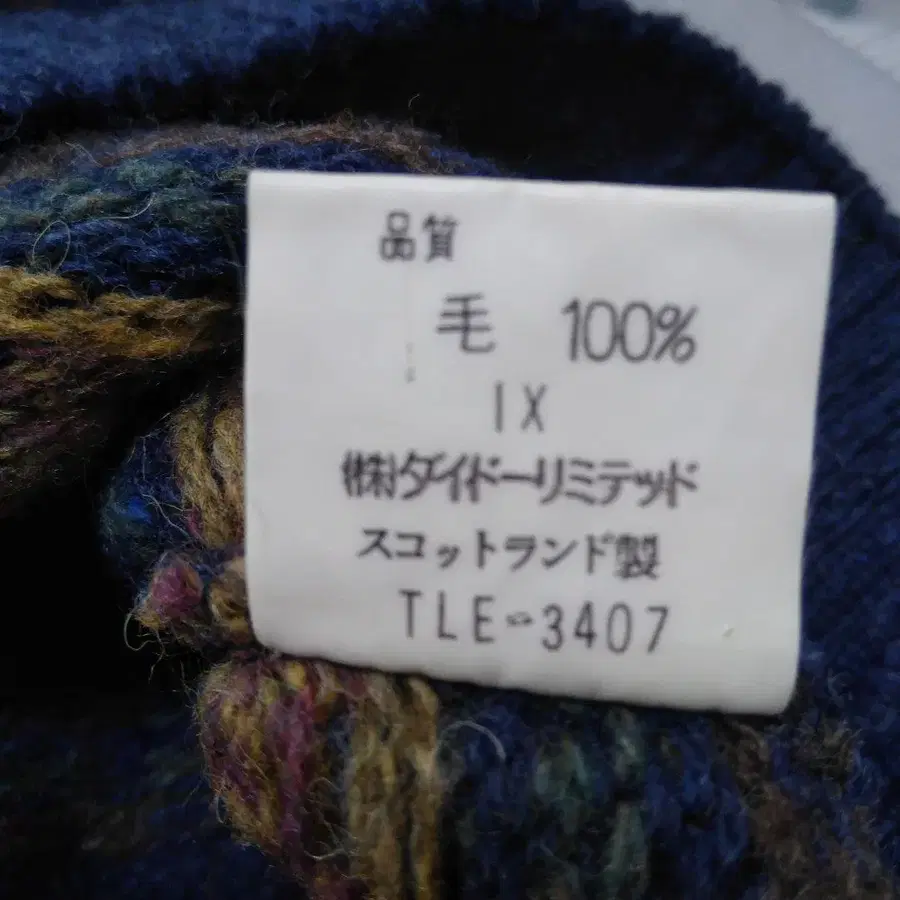 品質
毛 100%
IX
(株)ダイドーリミテッド
スコットランド製
TLE-3407